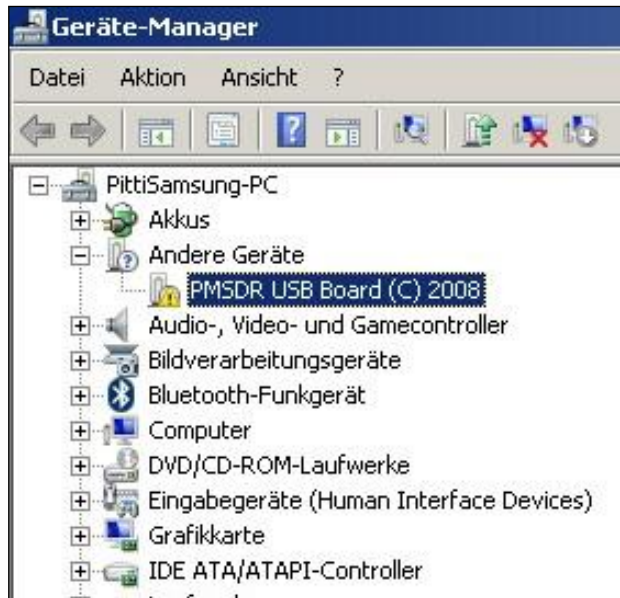 Geräte-Manager
Datei Aktion Ansicht ?
PittiSamsung-PC
Akkus
Andere Geräte
PMSDR USB Board (C) 2008
Audio-, Video- und Gamecontroller
Bildverarbeitungsgeräte
Bluetooth-Funkgerät
Computer
DVD/CD-ROM-Laufwerke
Eingabegeräte (Human Interface Devices)
Grafikkarte
IDE ATA/ATAPI-Controller